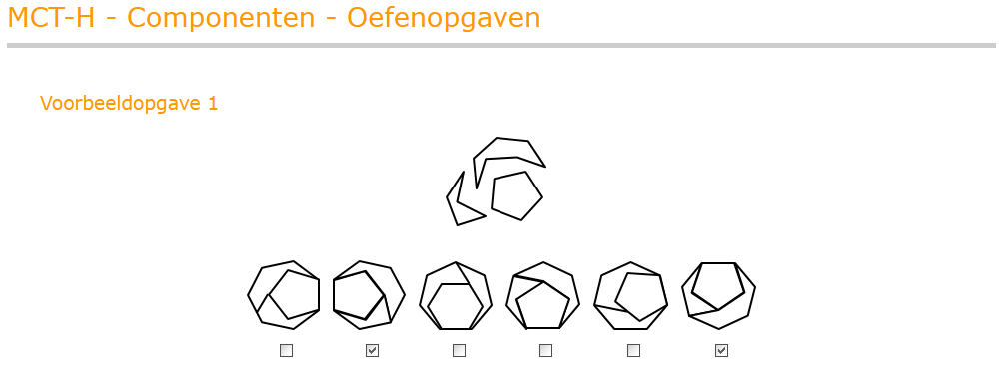 MCT-H - Componenten - Oefenopgaven
Voorbeeldopgave 1